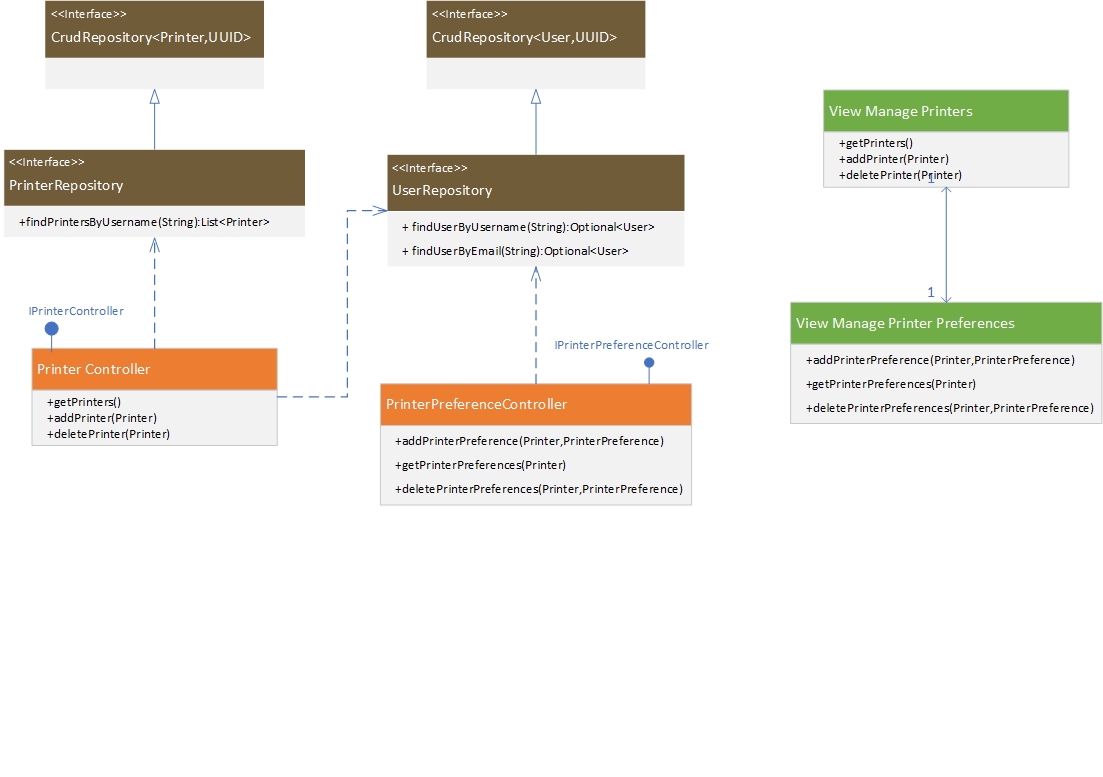 <<Interface>>
CrudRepository<Printer,UUID>
<<Interface>>
CrudRepository<User,UUID>
View Manage Printers
+getPrinters()
+addPrinter(Printer)
+deletePrinter(Printer)
1
<<Interface>>
PrinterRepository
+findPrintersByUsername(String):List<Printer>
<<Interface>>
UserRepository
+ findUserByUsername(String):Optional<User>
+ findUserByEmail(String):Optional<User>
1
View Manage Printer Preferences
+addPrinterPreference(Printer,PrinterPreference)
+getPrinterPreferences(Printer)
+deletePrinterPreferences(Printer,PrinterPreference)
IPrinterController
Printer Controller
+getPrinters()
+addPrinter(Printer)
+deletePrinter(Printer)
IPrinterPreferenceController
PrinterPreferenceController
+addPrinterPreference(Printer,PrinterPreference)
+getPrinterPreferences(Printer)
+deletePrinterPreferences(Printer,PrinterPreference)